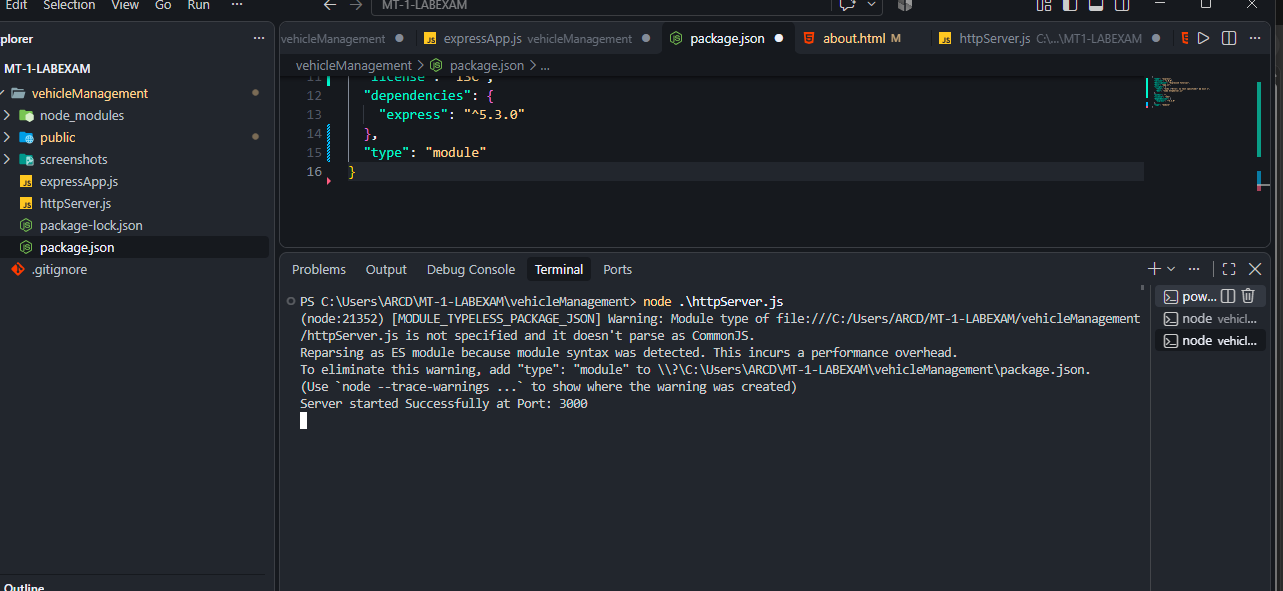 Edit Selection View Go Run ···
MT-1-LABEXAM
plorer ···
MT-1-LABEXAM
vehicleManagement
node_modules
public
screenshots
expressApp.js
httpServer.js
package-lock.json
package.json
.gitignore
Outline
vehicleManagement expressApp.js vehicleManagement package.json about.html M httpServer.js C:\...\MT1-LABEXAM ···
vehicleManagement > package.json > ...
11 "license": "ISC",
12 "dependencies": {
13 "express": "^5.3.0"
14 },
15 "type": "module"
16 }
Problems Output Debug Console Terminal Ports
PS C:\Users\ARCD\MT-1-LABEXAM\vehicleManagement> node .\httpServer.js
(node:21352) [MODULE_TYPELESS_PACKAGE_JSON] Warning: Module type of file:///C:/Users/ARCD/MT-1-LABEXAM/vehicleManagement
/httpServer.js is not specified and it doesn't parse as CommonJS.
Reparsing as ES module because module syntax was detected. This incurs a performance overhead.
To eliminate this warning, add "type": "module" to \\?\C:\Users\ARCD\MT-1-LABEXAM\vehicleManagement\package.json.
(Use `node --trace-warnings ...` to show where the warning was created)
Server started Successfully at Port: 3000
pow...
node vehicl...
node vehicl...